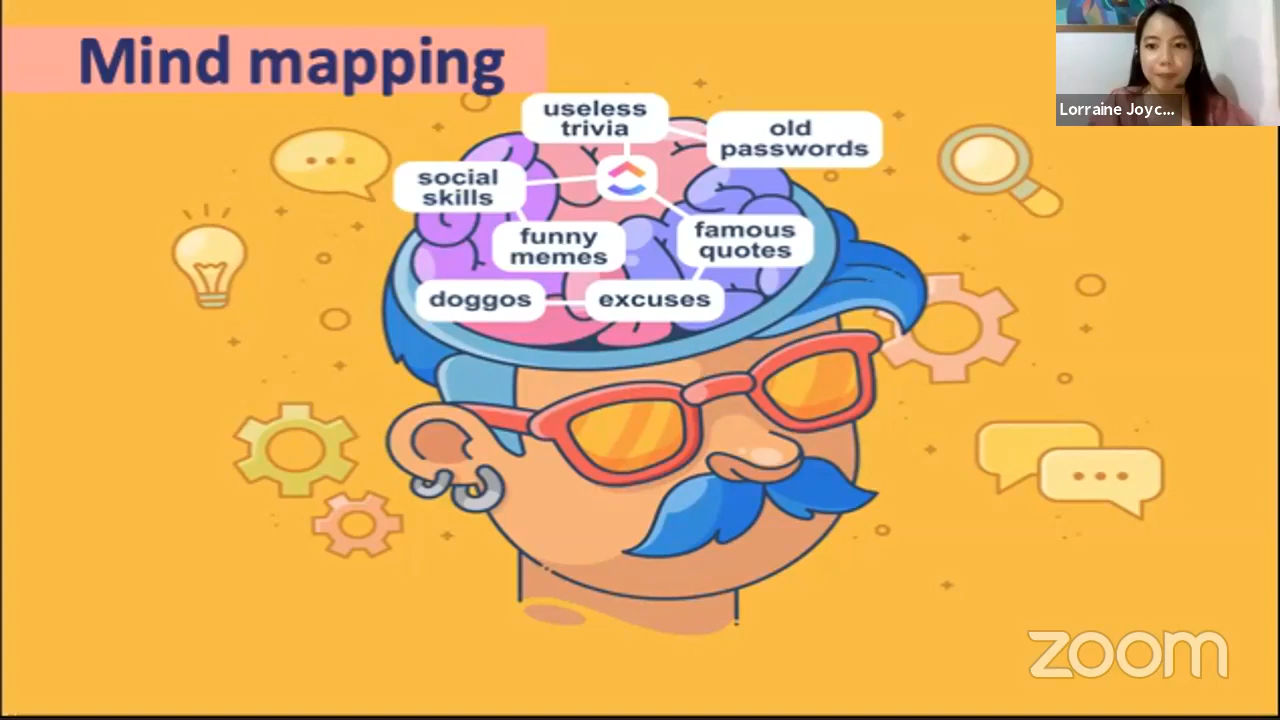 Mind mapping
Lorraine Joyc...
useless
trivia
old
passwords
social
skills
funny
memes
famous
quotes
doggos
excuses
zoom